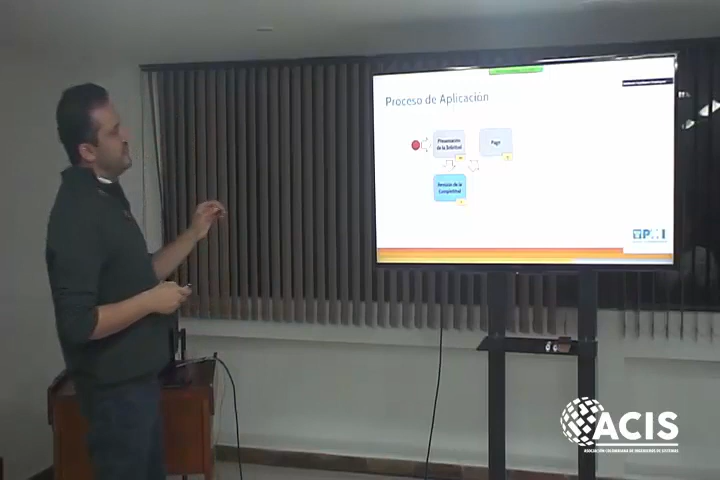 Proceso de Aplicación
Presentación
de la Solicitud
Pago
Revisión de la
Completitud
PMI
ACIS
ASOCIACIÓN COLOMBIANA DE INGENIEROS DE SISTEMAS